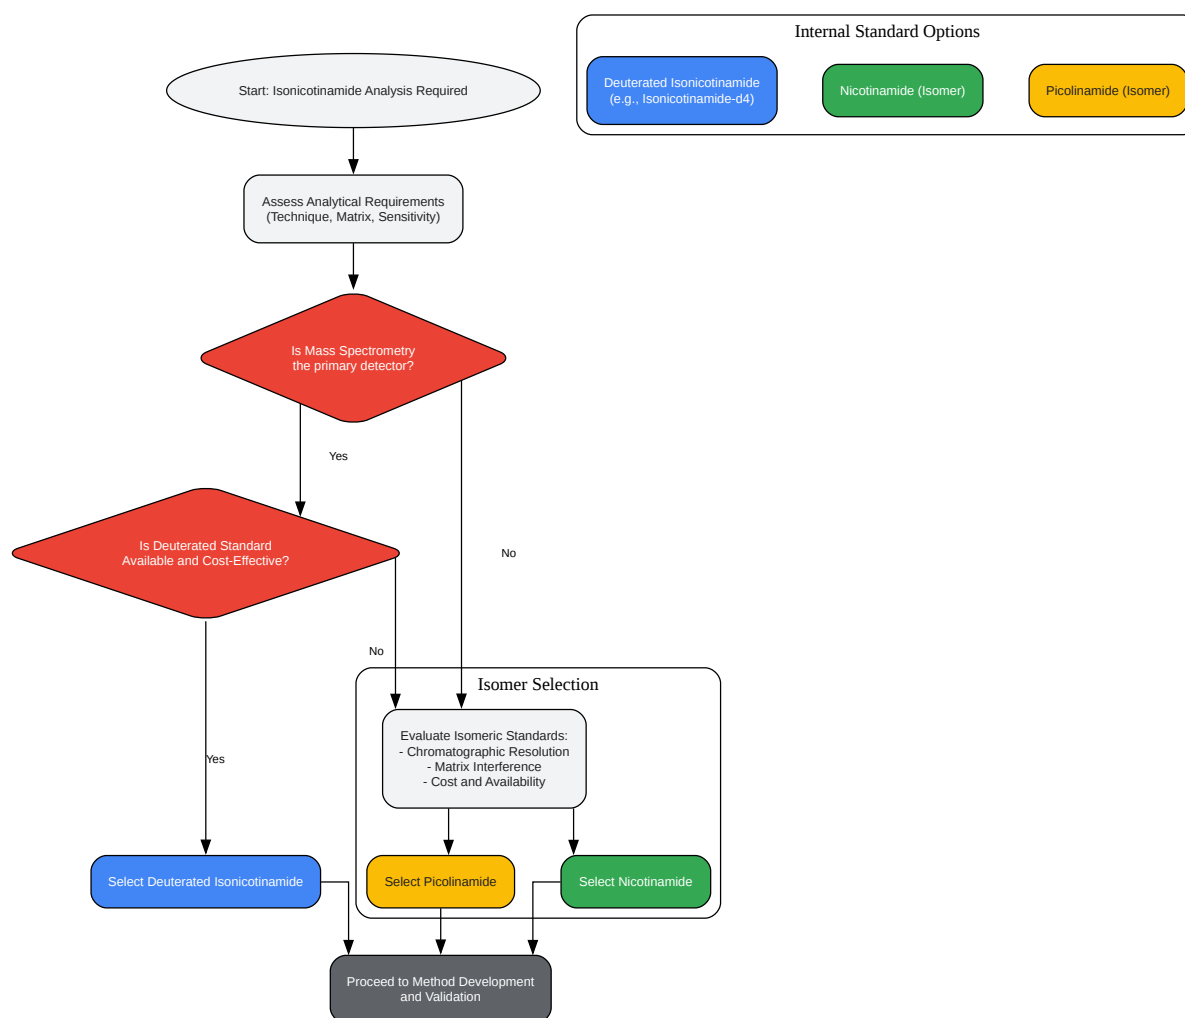 Internal Standard Options
Deuterated Isonicotinamide
(e.g., Isonicotinamide-d4)
Nicotinamide (Isomer)
Picolinamide (Isomer)
Start: Isonicotinamide Analysis Required
Assess Analytical Requirements
(Technique, Matrix, Sensitivity)
Is Mass Spectrometry
the primary detector?
Yes
No
Is Deuterated Standard
Available and Cost-Effective?
No
Yes
Isomer Selection
Evaluate Isomeric Standards:
- Chromatographic Resolution
- Matrix Interference
- Cost and Availability
Select Deuterated Isonicotinamide
Select Picolinamide
Select Nicotinamide
Proceed to Method Development
and Validation